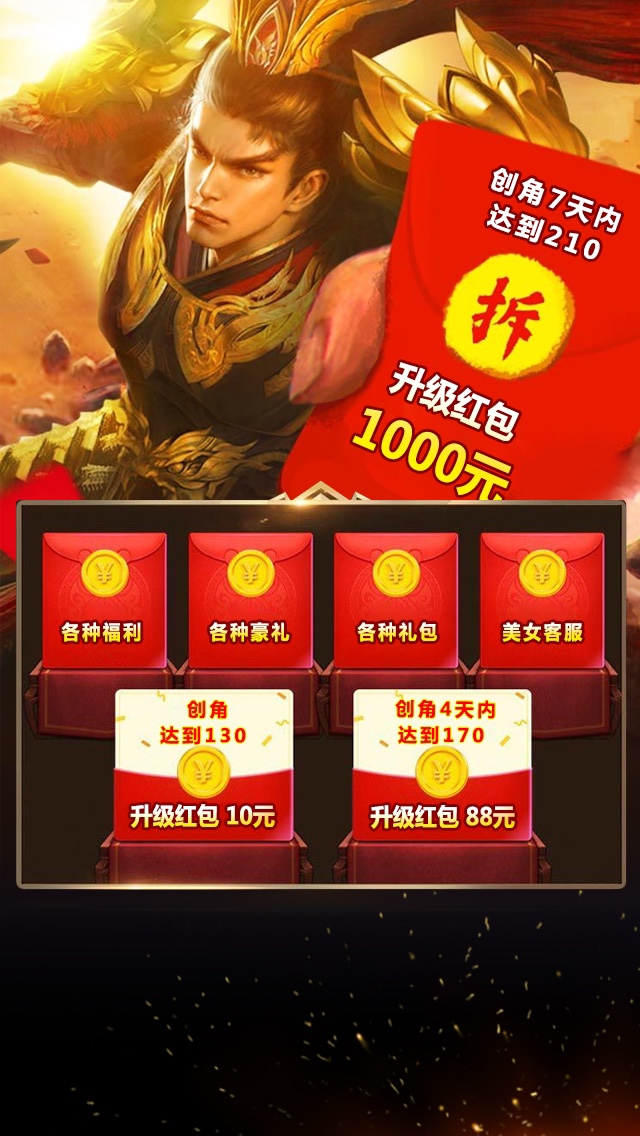 创角7天内
达到210
拆
升级红包
1000元
各种福利
各种豪礼
各种礼包
美女客服
创角
达到130
升级红包 10元
创角4天内
达到170
升级红包 88元